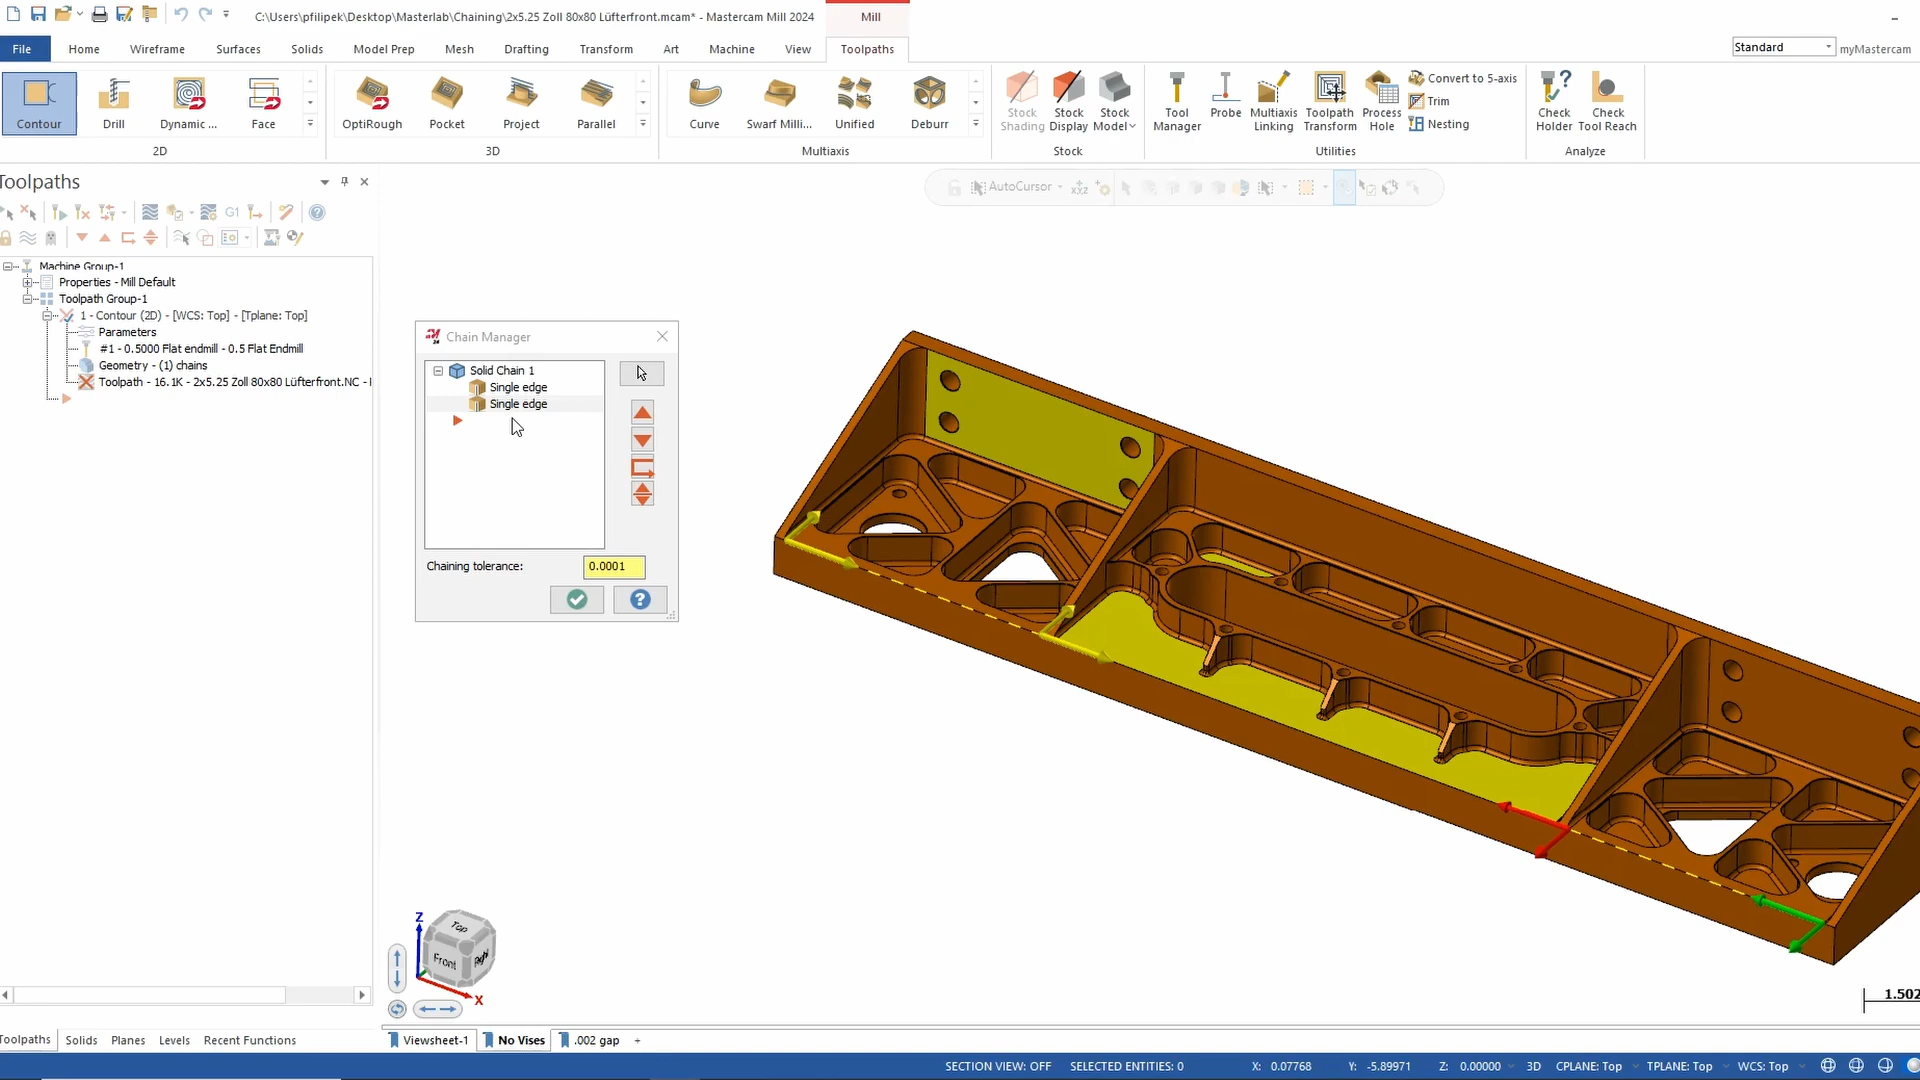 C:\Users\pfilipek\Desktop\Masterlab\Chaining\2x5.25 Zoll 80x80 Lüfterfront.mcam* - Mastercam Mill 2024
Mill
File
Home
Wireframe
Surfaces
Solids
Model Prep
Mesh
Drafting
Transform
Art
Machine
View
Toolpaths
Standard
myMastercam
Contour
Drill
Dynamic ...
Face
2D
OptiRough
Pocket
Project
Parallel
3D
Curve
Swarf Milli...
Unified
Deburr
Multiaxis
Stock Shading
Stock Display
Stock Model
Stock
Tool Manager
Probe
Multiaxis Linking
Toolpath Transform
Process Hole
Convert to 5-axis
Trim
Nesting
Utilities
Check Holder
Check Tool Reach
Analyze
Toolpaths
AutoCursor
xyz
G1
Machine Group-1
Properties - Mill Default
Toolpath Group-1
1 - Contour (2D) - [WCS: Top] - [Tplane: Top]
Parameters
#1 - 0.5000 Flat endmill - 0.5 Flat Endmill
Geometry - (1) chains
Toolpath - 16.1K - 2x5.25 Zoll 80x80 Lüfterfront.NC -
Chain Manager
Solid Chain 1
Single edge
Single edge
Chaining tolerance:
0.0001
Z
Top
Front
Right
X
1.502
Toolpaths
Solids
Planes
Levels
Recent Functions
Viewsheet-1
No Vises
.002 gap
+
SECTION VIEW: OFF
SELECTED ENTITIES: 0
X: 0.07768
Y: -5.89971
Z: 0.00000
3D
CPLANE: Top
TPLANE: Top
WCS: Top